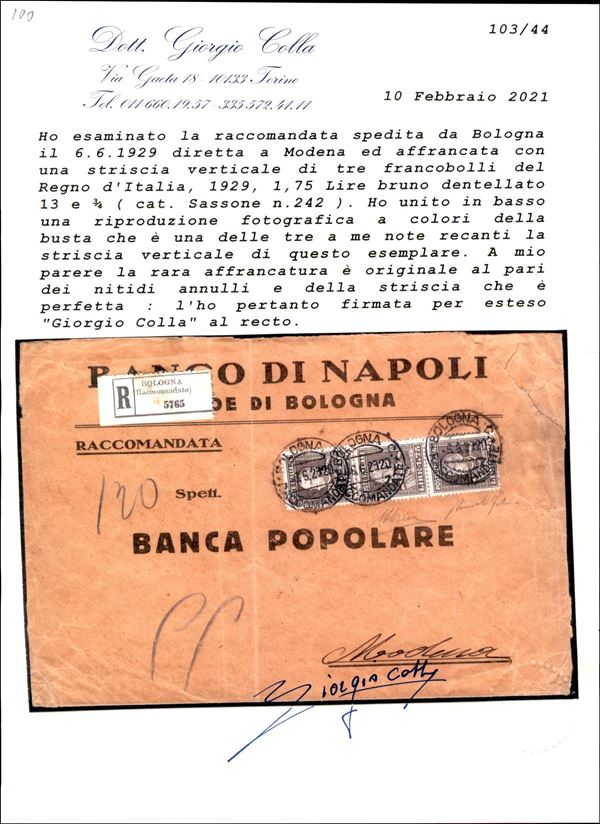 100
103/44
Dott. Giorgio Colla
Via Gaeta 18 - 10133 Torino
Tel. 011.660.19.57 - 335.572.41.11
10 Febbraio 2021
Ho esaminato la raccomandata spedita da Bologna
il 6.6.1929 diretta a Modena ed affrancata con
una striscia verticale di tre francobolli del
Regno d'Italia, 1929, 1,75 Lire bruno dentellato
13 e ¾ ( cat. Sassone n.242 ). Ho unito in basso
una riproduzione fotografica a colori della
busta che è una delle tre a me note recanti la
striscia verticale di questo esemplare. A mio
parere la rara affrancatura è originale al pari
dei nitidi annulli e della striscia che è
perfetta : l'ho pertanto firmata per esteso
"Giorgio Colla" al recto.
BANCO DI NAPOLI
DE DI BOLOGNA
R
BOLOGNA
(Raccomandate)
5765
RACCOMANDATA
BOLOGNA
BOLOGNA
BOLOGNA
120
Spett.
BANCA POPOLARE
Modena
Giorgio Colla